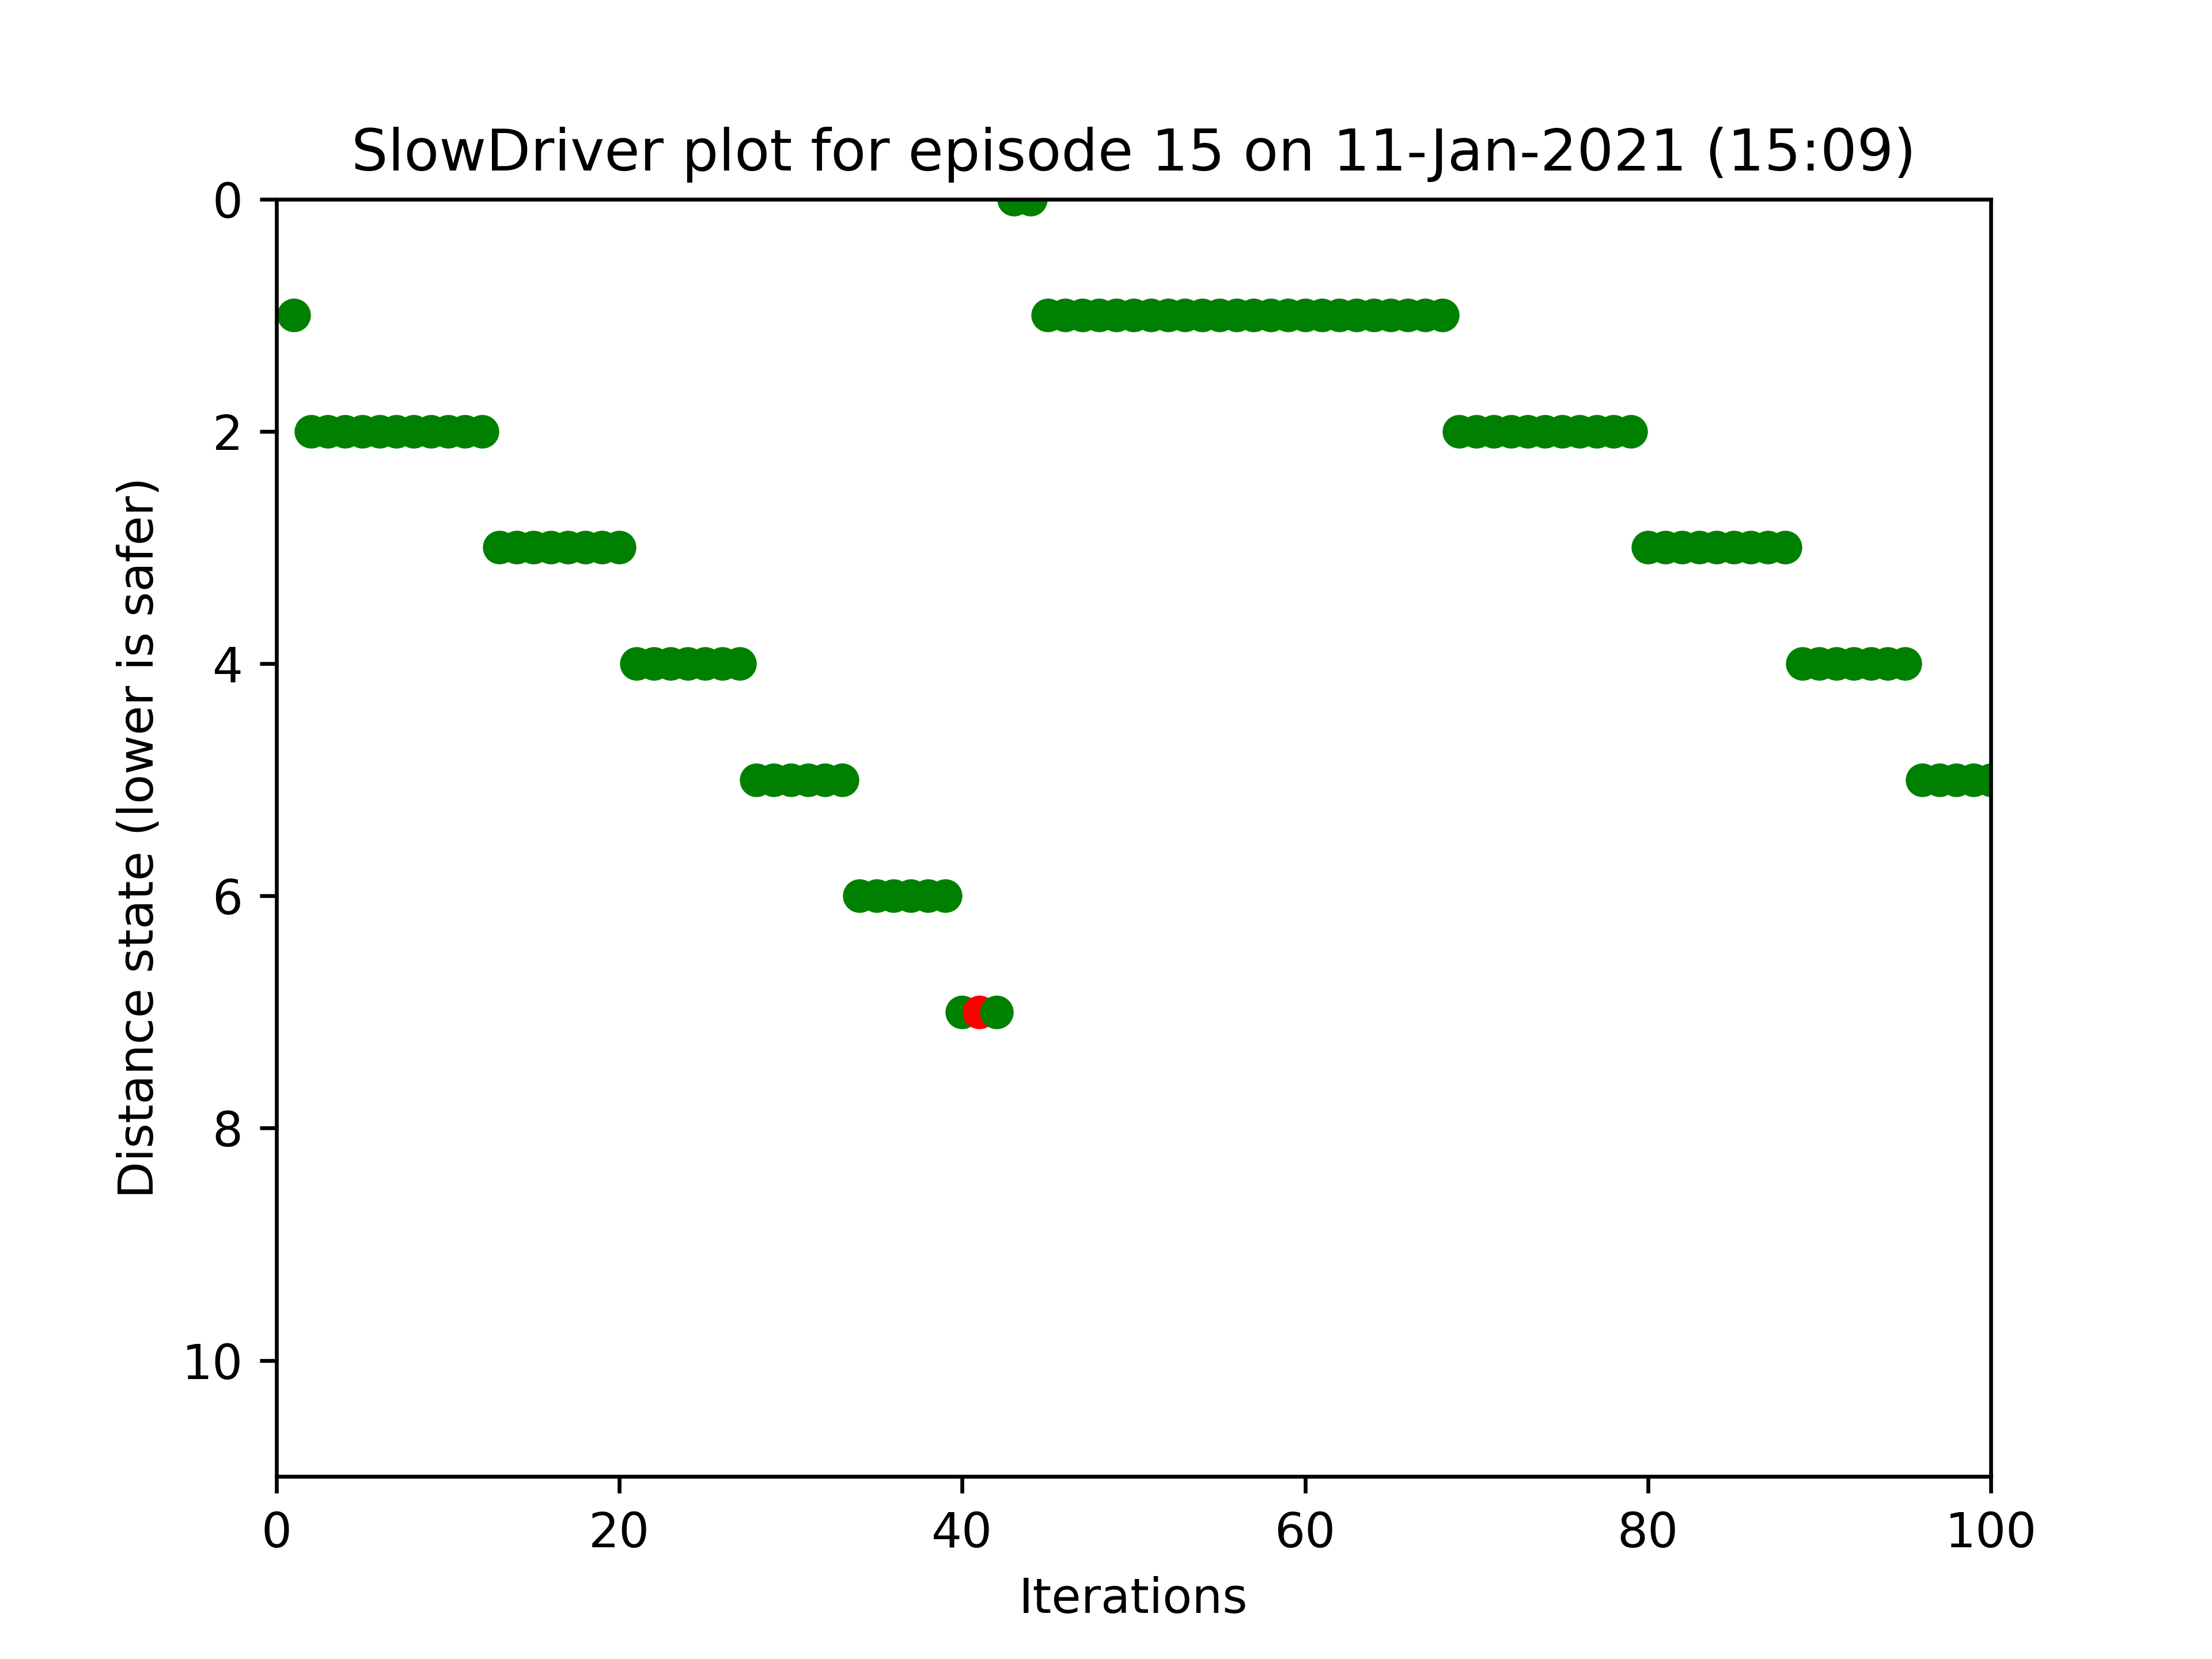 SlowDriver plot for episode 15 on 11-Jan-2021 (15:09)
0
2
4
6
8
10
Distance state (lower is safer)
0 20 40 60 80 100
Iterations